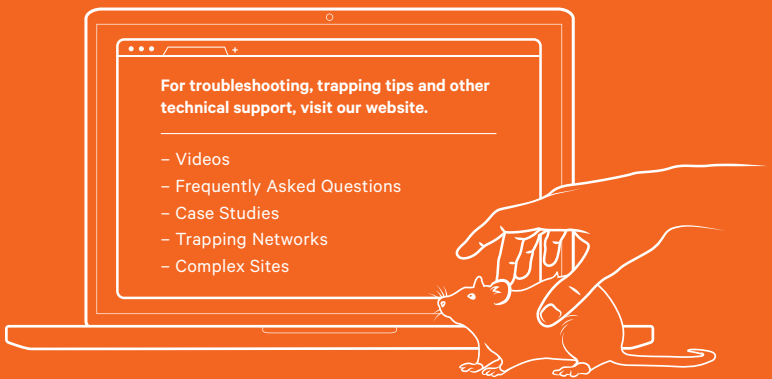 For troubleshooting, trapping tips and other
technical support, visit our website.
– Videos
– Frequently Asked Questions
– Case Studies
– Trapping Networks
– Complex Sites